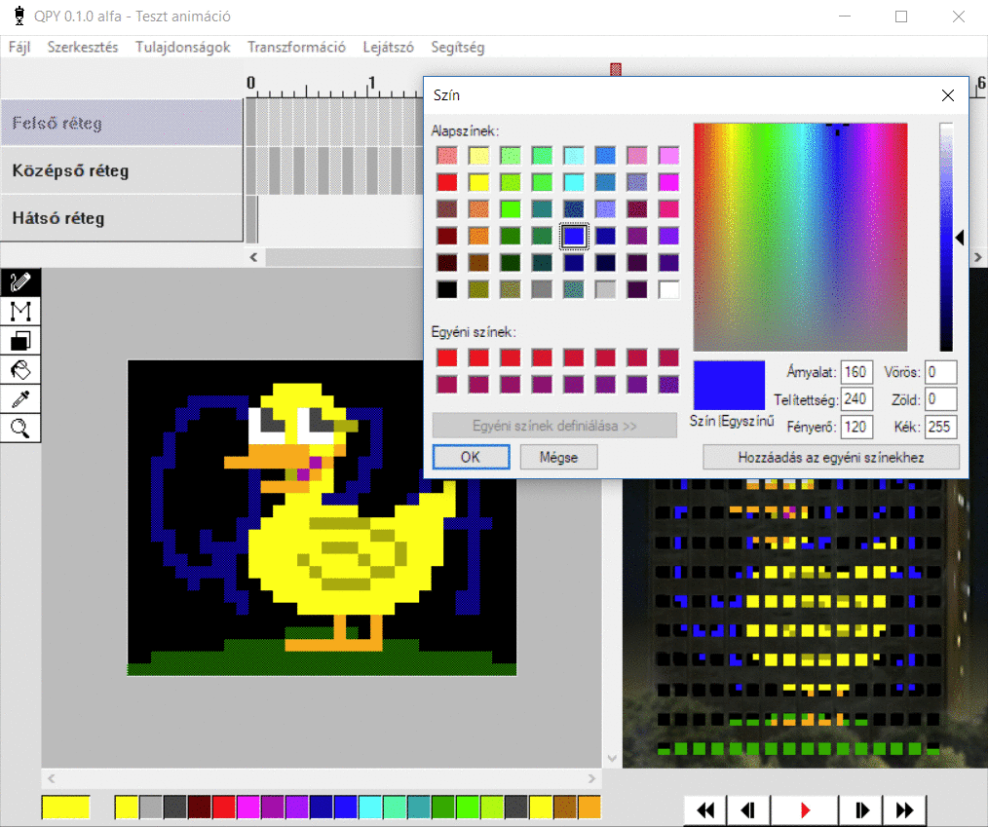 QPY 0.1.0 alfa - Teszt animáció
Fájl Szerkesztés Tulajdonságok Transzformáció Lejátszó Segítség
0 1 6
Felső réteg
Középső réteg
Hátsó réteg
Szín
Alapszínek:
Egyéni színek:
Egyéni színek definiálása >>
OK Mégse
Szín |Egyszínű
Árnyalat: 160 Vörös: 0
Telítettség: 240 Zöld: 0
Fényerő: 120 Kék: 255
Hozzáadás az egyéni színekhez